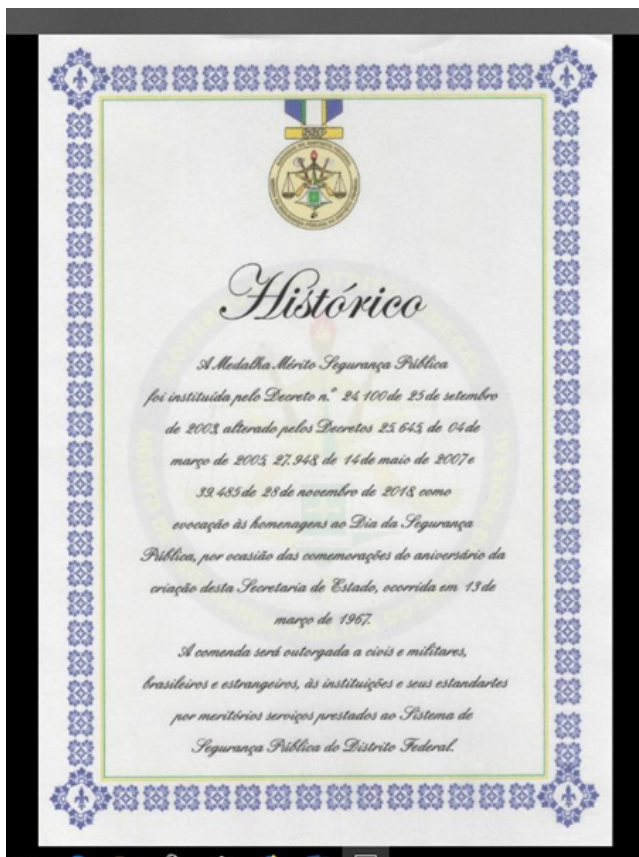 Histórico
A Medalha Mérito Segurança Pública
foi instituída pelo Decreto n.º 24.100 de 25 de setembro
de 2003, alterado pelos Decretos 25.645, de 04 de
março de 2005, 27.948, de 14 de maio de 2007 e
39.485 de 28 de novembro de 2018, como
evocação às homenagens ao Dia da Segurança
Pública, por ocasião das comemorações do aniversário da
criação desta Secretaria de Estado, ocorrida em 13 de
março de 1967.
A comenda será outorgada a civis e militares,
brasileiros e estrangeiros, às instituições e seus estandartes
por meritórios serviços prestados ao Sistema de
Segurança Pública do Distrito Federal.